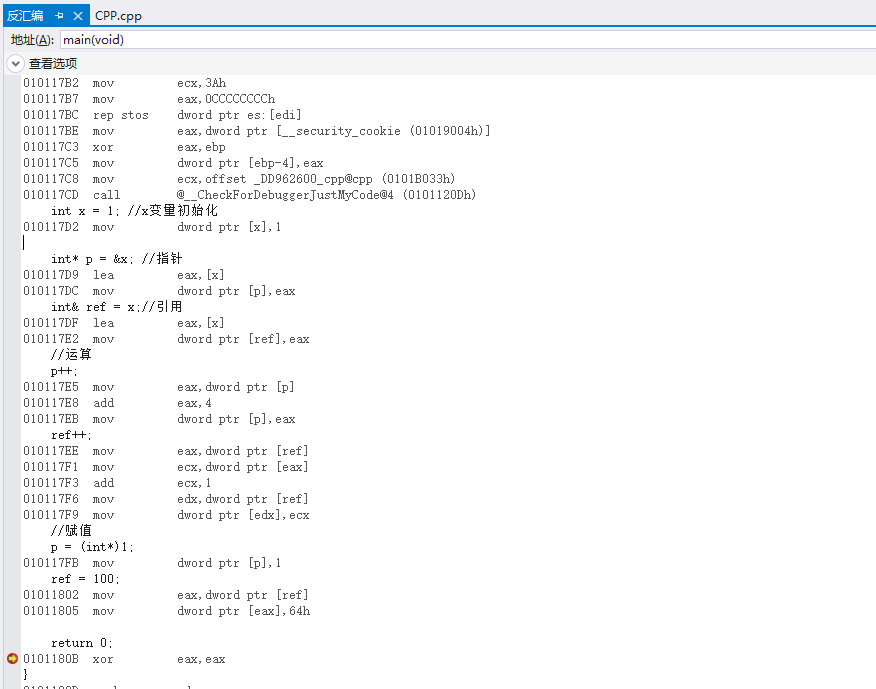 反汇编 CPP.cpp
地址(A): main(void)
查看选项
010117B2 mov ecx,3Ah
010117B7 mov eax,0CCCCCCCCh
010117BC rep stos dword ptr es:[edi]
010117BE mov eax,dword ptr [__security_cookie (01019004h)]
010117C3 xor eax,ebp
010117C5 mov dword ptr [ebp-4],eax
010117C8 mov ecx,offset _DD962600_cpp@cpp (0101B033h)
010117CD call @__CheckForDebuggerJustMyCode@4 (0101120Dh)
int x = 1; //x变量初始化
010117D2 mov dword ptr [x],1
int* p = &x; //指针
010117D9 lea eax,[x]
010117DC mov dword ptr [p],eax
int& ref = x;//引用
010117DF lea eax,[x]
010117E2 mov dword ptr [ref],eax
//运算
p++;
010117E5 mov eax,dword ptr [p]
010117E8 add eax,4
010117EB mov dword ptr [p],eax
ref++;
010117EE mov eax,dword ptr [ref]
010117F1 mov ecx,dword ptr [eax]
010117F3 add ecx,1
010117F6 mov edx,dword ptr [ref]
010117F9 mov dword ptr [edx],ecx
//赋值
p = (int*)1;
010117FB mov dword ptr [p],1
ref = 100;
01011802 mov eax,dword ptr [ref]
01011805 mov dword ptr [eax],64h
return 0;
0101180B xor eax,eax
}